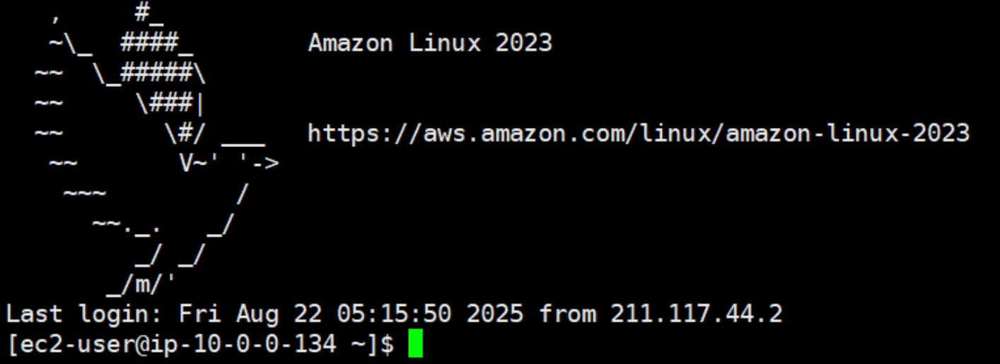 ,     #_
   ~\_  ####_        Amazon Linux 2023
  ~~  \_#####\
  ~~     \###|
  ~~       \#/ ___   https://aws.amazon.com/linux/amazon-linux-2023
   ~~       V~' '->
    ~~~         /
      ~~._.   _/
         _/ _/
       _/m/'
Last login: Fri Aug 22 05:15:50 2025 from 211.117.44.2
[ec2-user@ip-10-0-0-134 ~]$